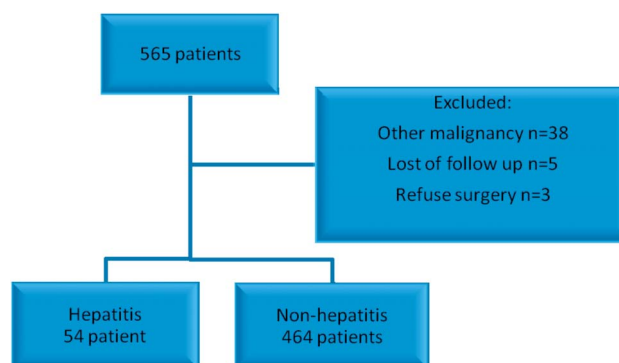 565 patients
Excluded:
Other malignancy n=38
Lost of follow up n=5
Refuse surgery n=3
Hepatitis
54 patient
Non-hepatitis
464 patients